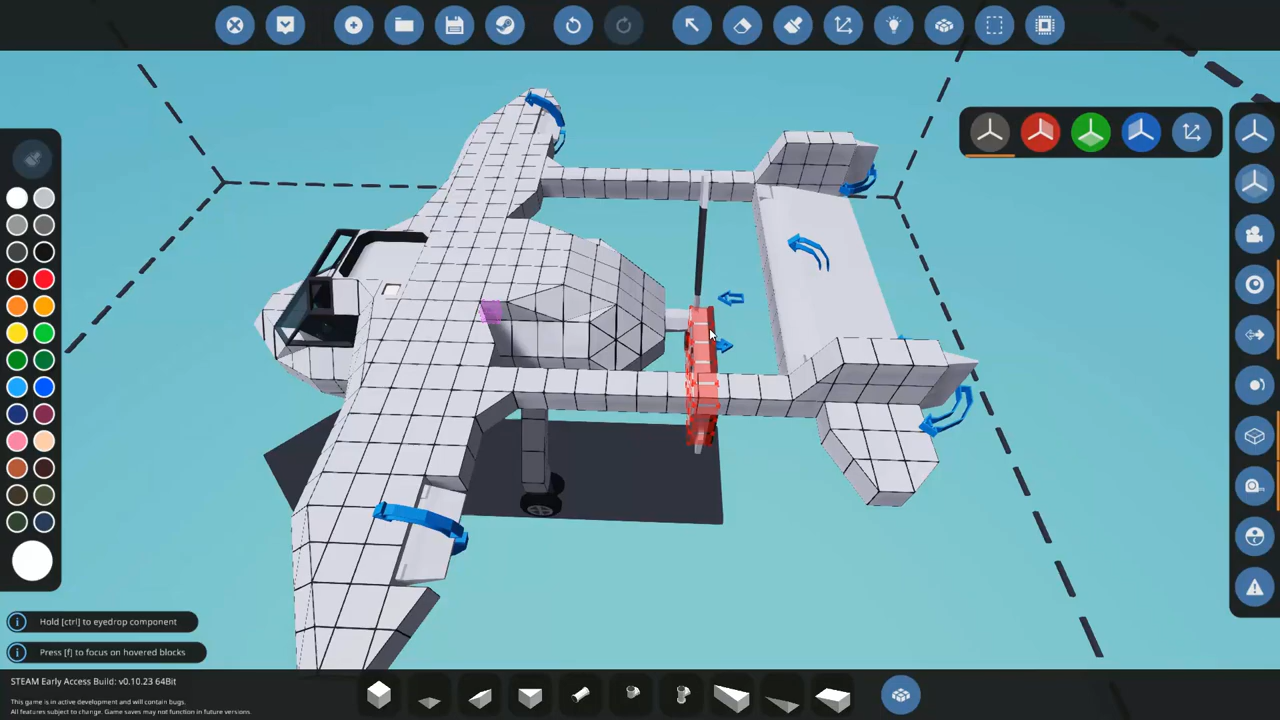 Hold [ctrl] to eyedrop component
Press [f] to focus on hovered blocks
STEAM Early Access Build: v0.10.23 64Bit
This game is in active development and will contain bugs.
All features subject to change. Game saves may not function in future versions.